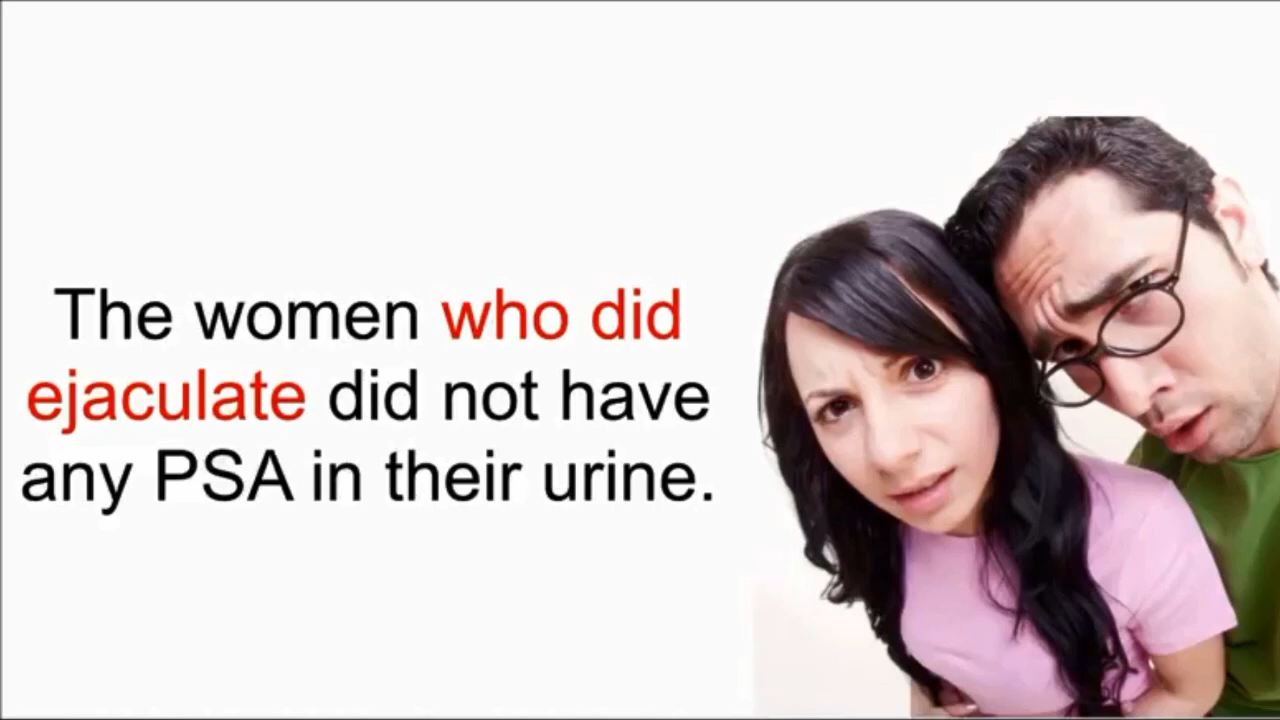 The women who did
ejaculate did not have
any PSA in their urine.